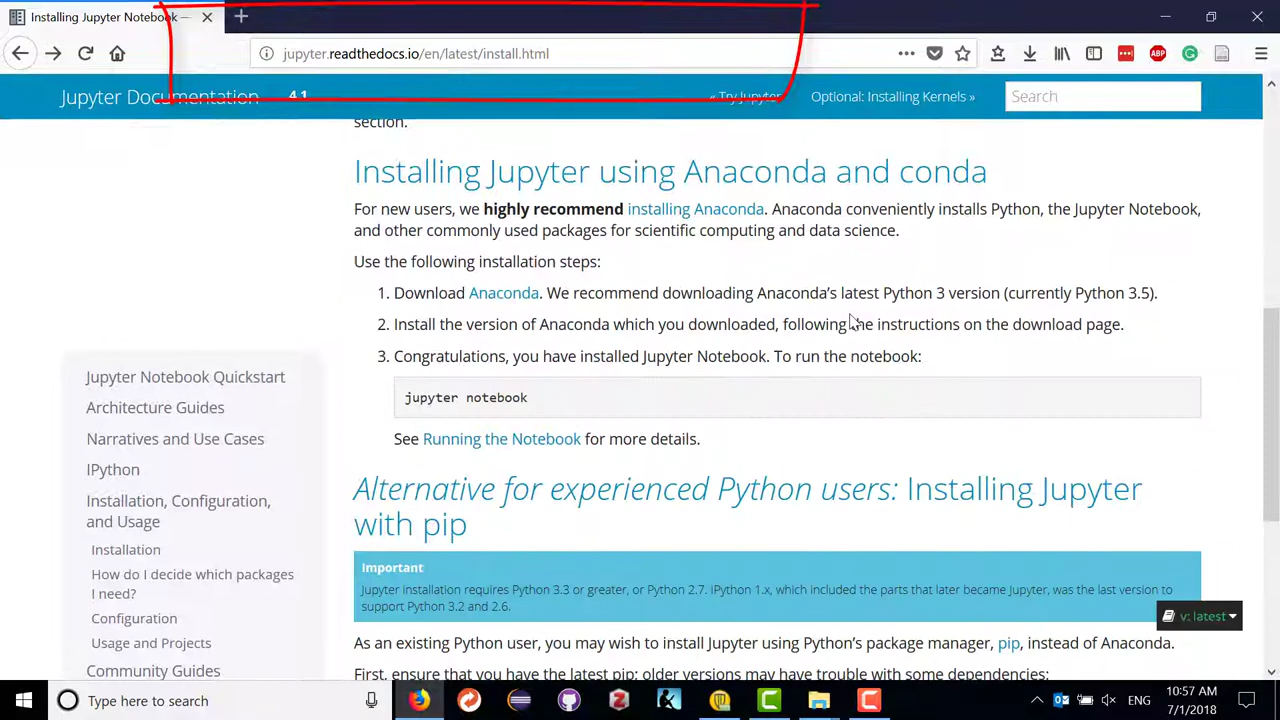 Installing Jupyter Notebook —
jupyter.readthedocs.io/en/latest/install.html
ABP
Jupyter Documentation 4.1 « Try Jupyter Optional: Installing Kernels » Search
section.
Installing Jupyter using Anaconda and conda
For new users, we highly recommend installing Anaconda. Anaconda conveniently installs Python, the Jupyter Notebook,
and other commonly used packages for scientific computing and data science.
Use the following installation steps:
1. Download Anaconda. We recommend downloading Anaconda’s latest Python 3 version (currently Python 3.5).
2. Install the version of Anaconda which you downloaded, following the instructions on the download page.
3. Congratulations, you have installed Jupyter Notebook. To run the notebook:
jupyter notebook
See Running the Notebook for more details.
Alternative for experienced Python users: Installing Jupyter
with pip
Important
Jupyter installation requires Python 3.3 or greater, or Python 2.7. IPython 1.x, which included the parts that later became Jupyter, was the last version to
support Python 3.2 and 2.6.
As an existing Python user, you may wish to install Jupyter using Python’s package manager, pip, instead of Anaconda.
First, ensure that you have the latest pip; older versions may have trouble with some dependencies:
Jupyter Notebook Quickstart
Architecture Guides
Narratives and Use Cases
IPython
Installation, Configuration,
and Usage
Installation
How do I decide which packages
I need?
Configuration
Usage and Projects
Community Guides
v: latest
Type here to search
ENG
10:57 AM
7/1/2018